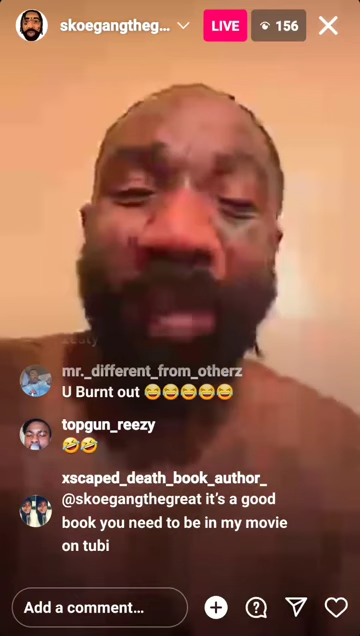 skoegangtheg...
LIVE
156
zesty
mr._different_from_otherz
U Burnt out 😂😂😂😂😂
topgun_reezy
🤣🤣
xscaped_death_book_author_
@skoegangthegreat it's a good
book you need to be in my movie
on tubi
Add a comment...